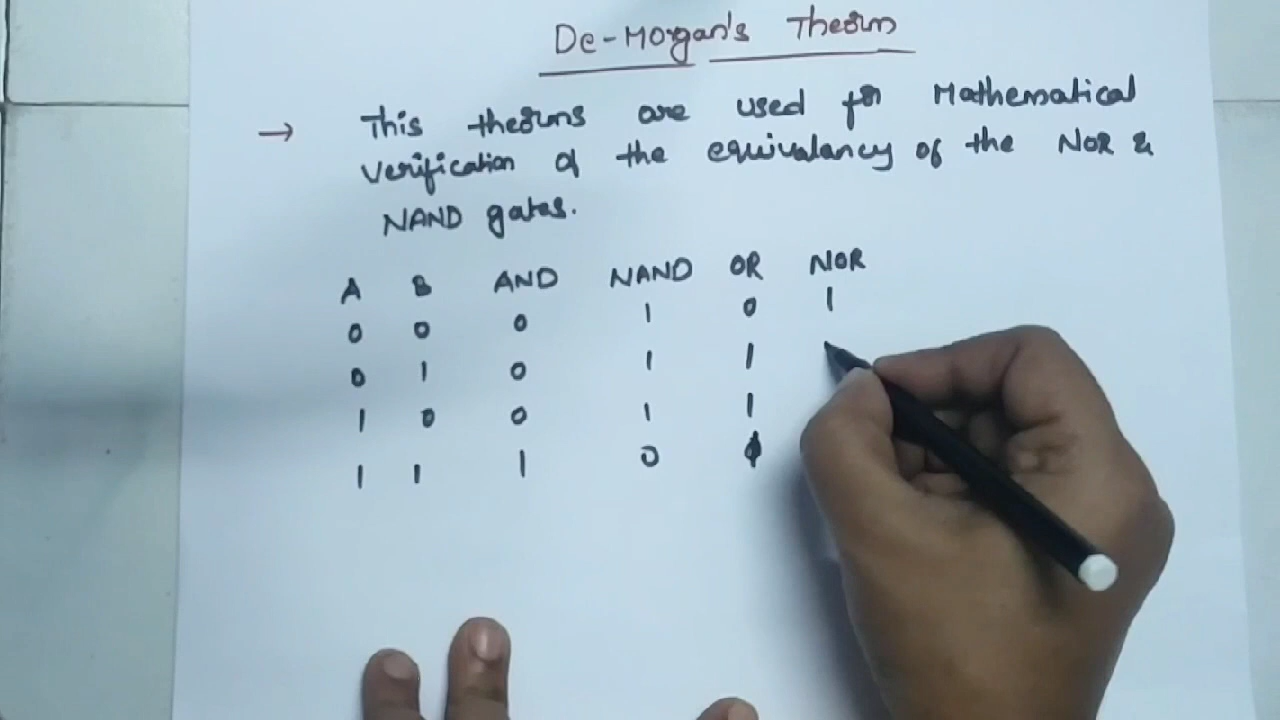 De-Morgan's Theorm
→ This theorms are used for Mathematical
verification of the equivalancy of the NOR &
NAND gates.
A B AND NAND OR NOR
0 0 0 1 0 1
0 1 0 1 1
1 0 0 1 1
1 1 1 0